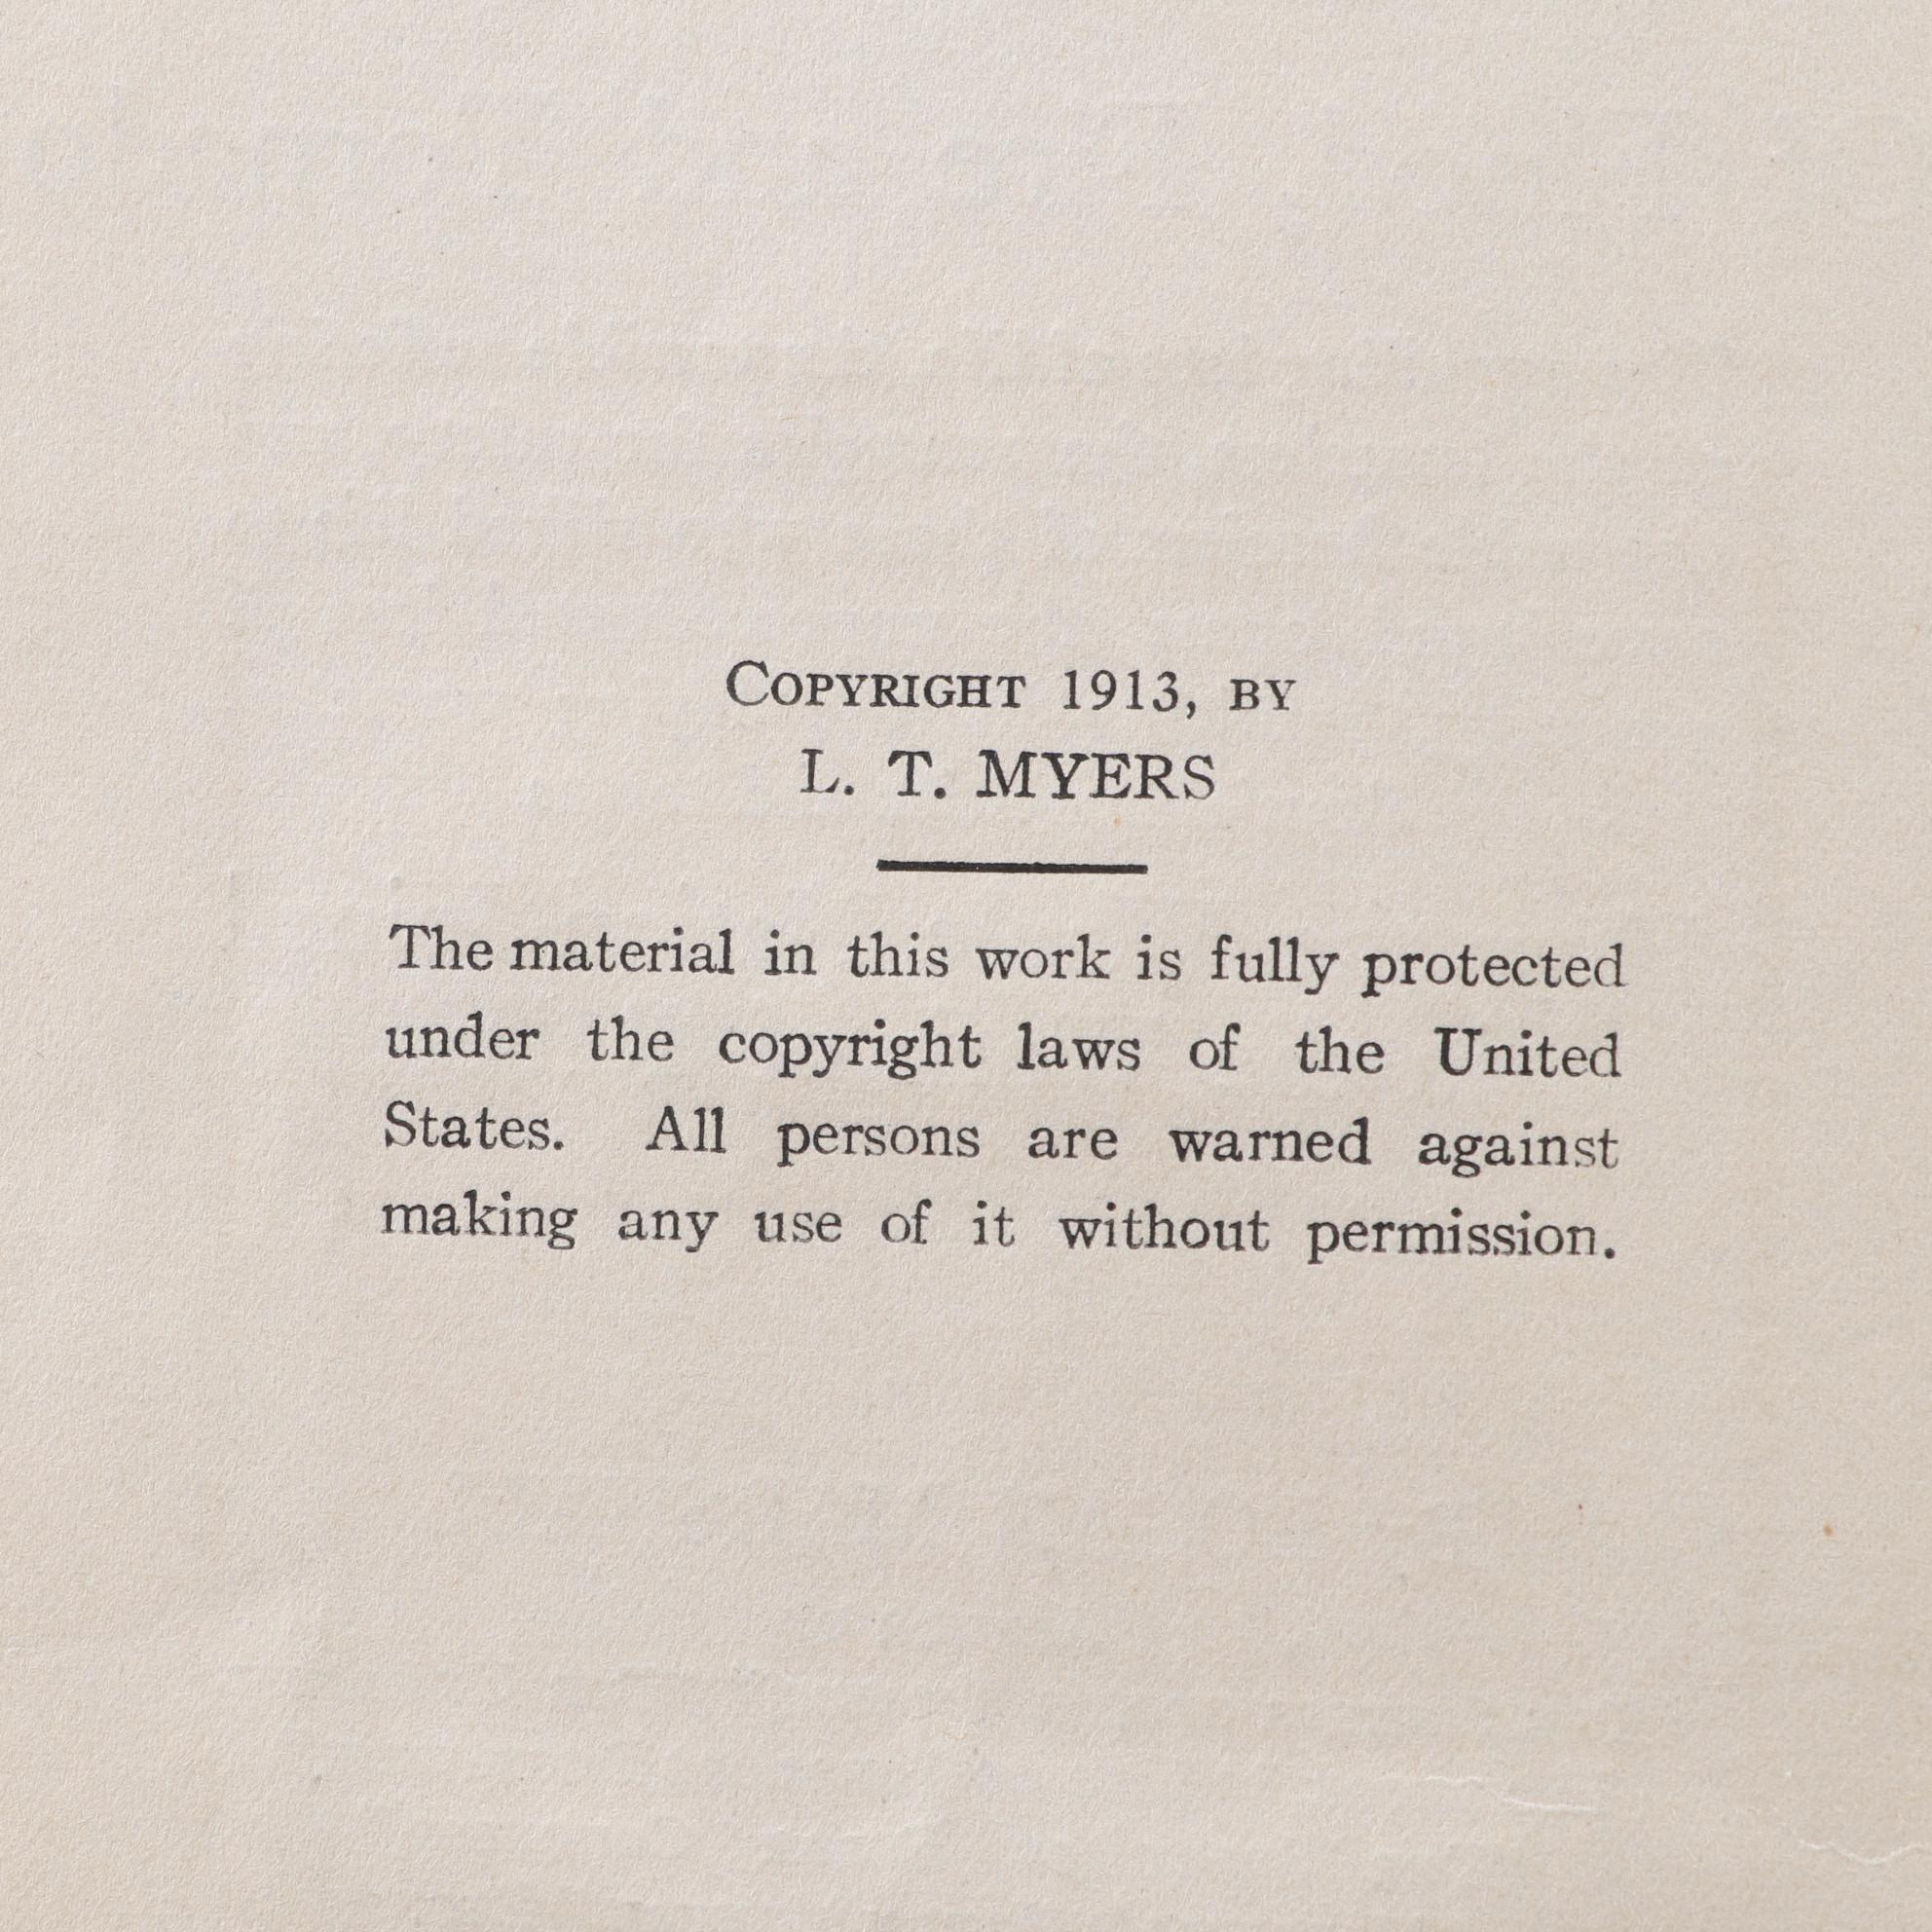 Copyright 1913, by
L. T. MYERS
The material in this work is fully protected
under the copyright laws of the United
States. All persons are warned against
making any use of it without permission.